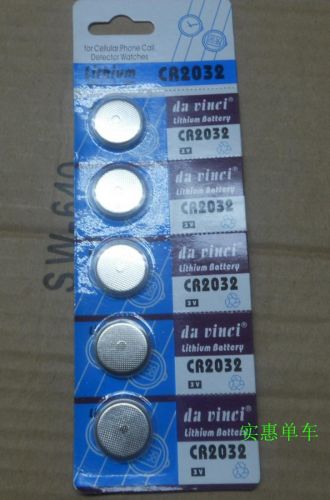 for Cellular Phone Call
Detector Watches
Lithium CR2032
da vinci
Lithium Battery
CR2032
3V
da vinci
Lithium Battery
CR2032
3V
da vinci
Lithium Battery
CR2032
3V
da vinci
Lithium Battery
CR2032
3V
da vinci
Lithium Battery
CR2032
3V
SW-640
实惠单车